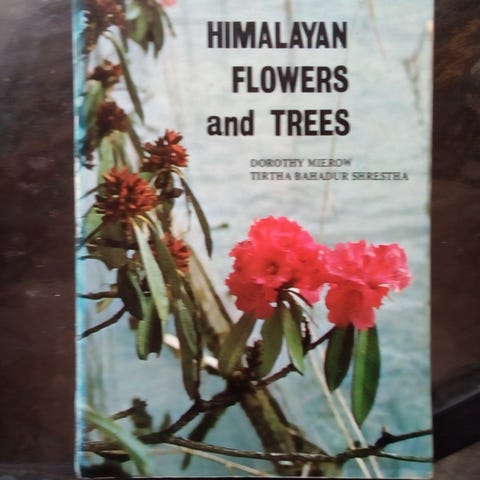 HIMALAYAN
FLOWERS
and TREES
DOROTHY MIEROW
TIRTHA BAHADUR SHRESTHA